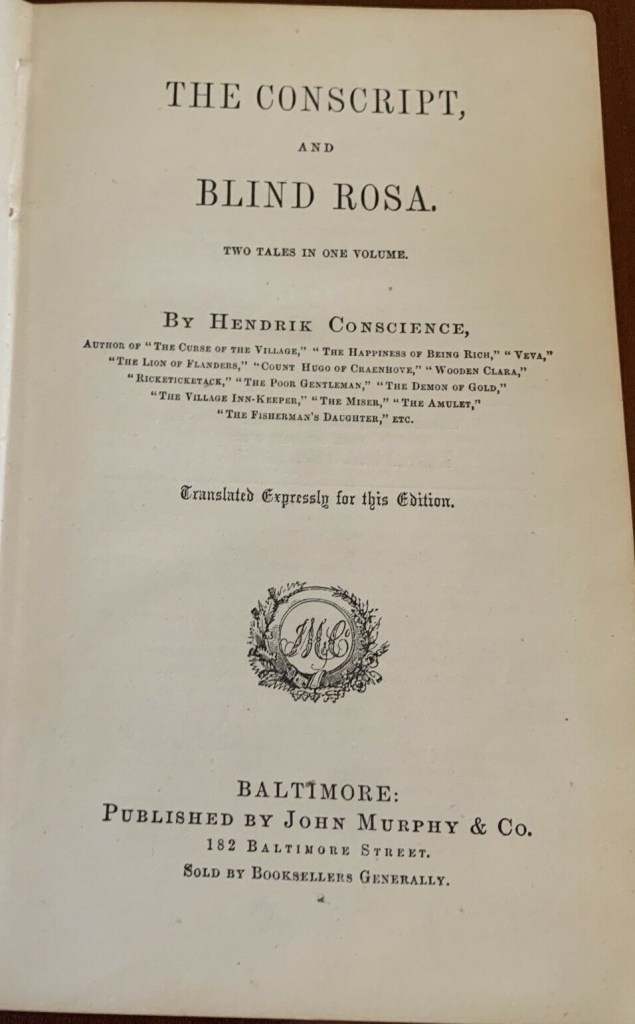 THE CONSCRIPT,
AND
BLIND ROSA.
TWO TALES IN ONE VOLUME.
BY HENDRIK CONSCIENCE,
AUTHOR OF "THE CURSE OF THE VILLAGE," "THE HAPPINESS OF BEING RICH," "VEVA,"
"THE LION OF FLANDERS," "COUNT HUGO OF CRAENHOVE," "WOODEN CLARA,"
"RICKETICKETACK," "THE POOR GENTLEMAN," "THE DEMON OF GOLD,"
"THE VILLAGE INN-KEEPER," "THE MISER," "THE AMULET,"
"THE FISHERMAN'S DAUGHTER," ETC.
Translated Expressly for this Edition.
JMCo
BALTIMORE:
PUBLISHED BY JOHN MURPHY & CO.
182 BALTIMORE STREET.
SOLD BY BOOKSELLERS GENERALLY.